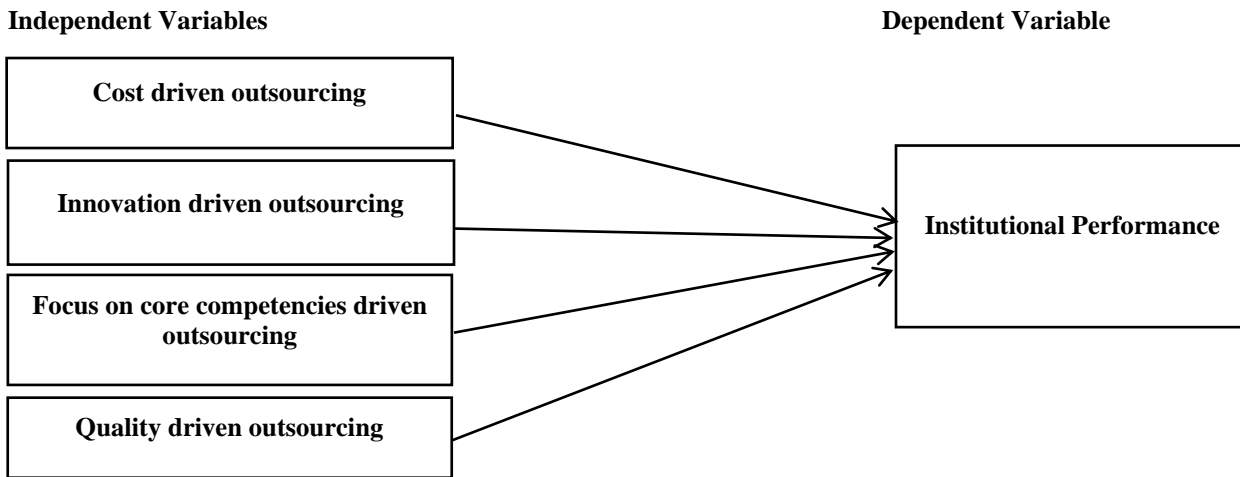 Independent Variables
Dependent Variable
Cost driven outsourcing
Innovation driven outsourcing
Institutional Performance
Focus on core competencies driven
outsourcing
Quality driven outsourcing